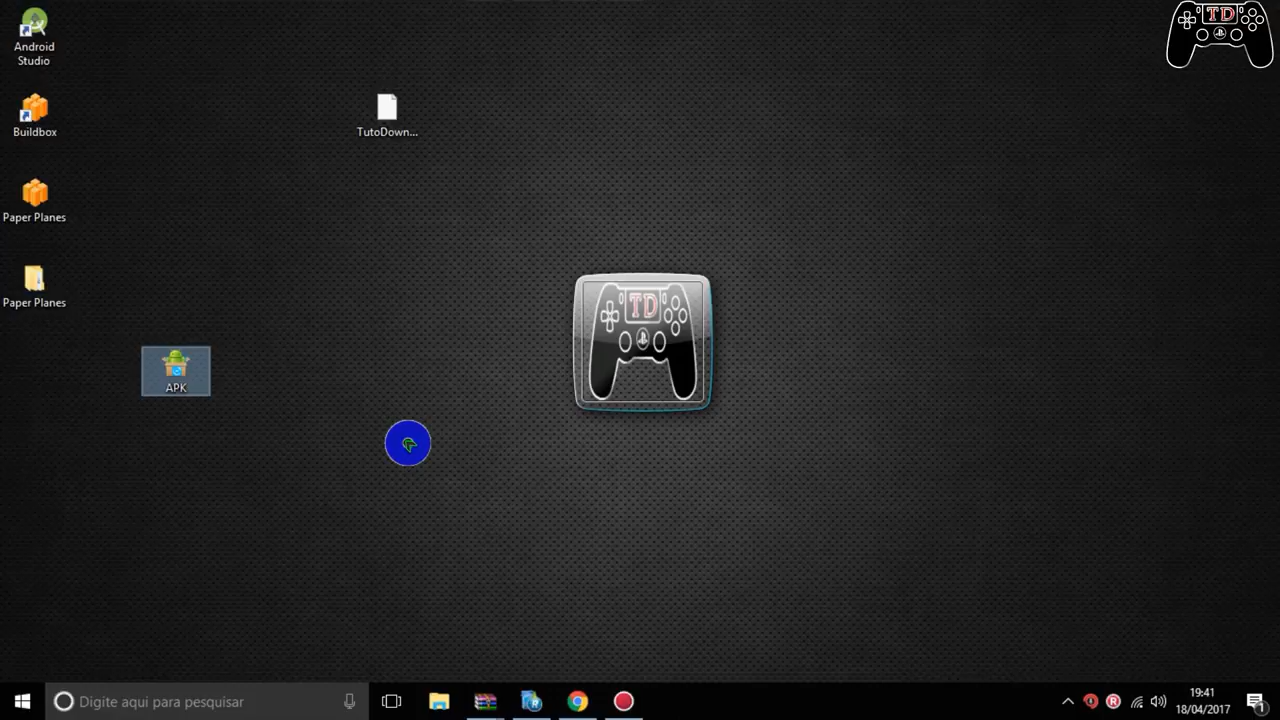 Android
Studio
Buildbox
Paper Planes
Paper Planes
TutoDown...
APK
TD
TD
Digite aqui para pesquisar
19:41
18/04/2017
1